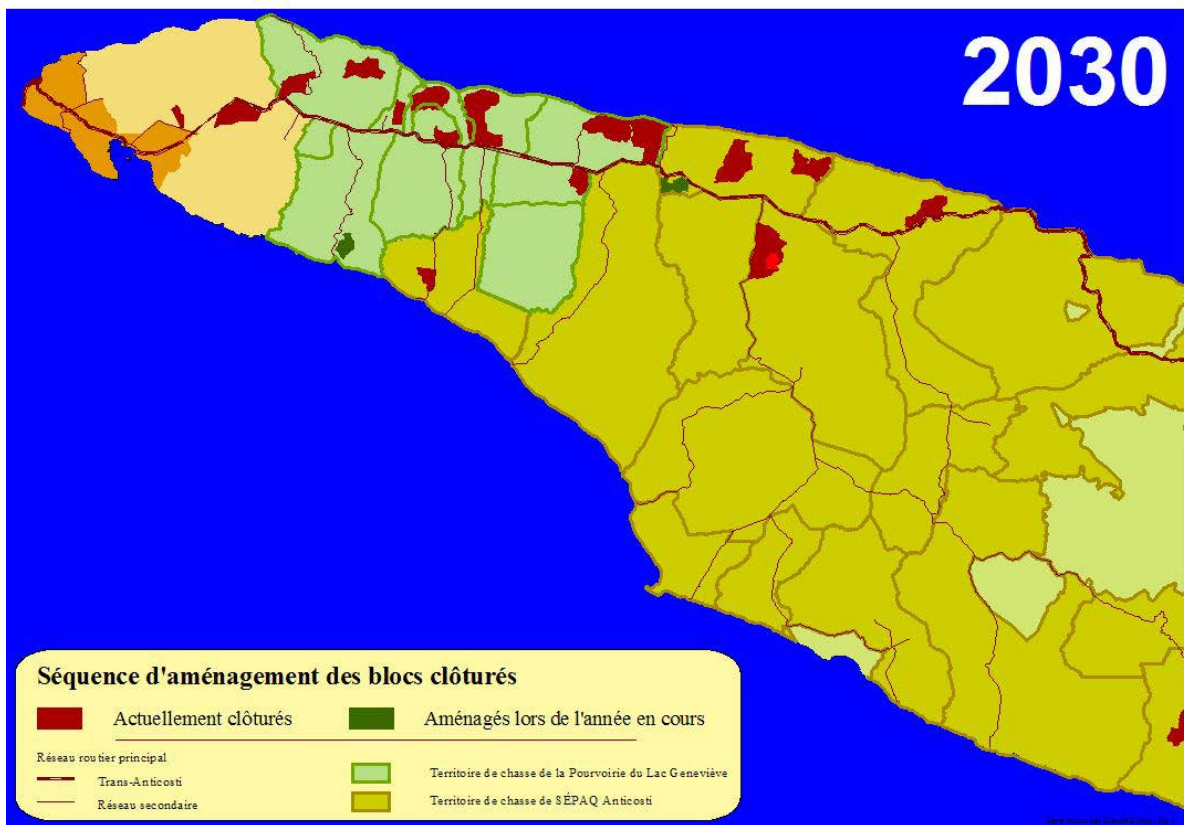 2030
Séquence d'aménagement des blocs clôturés
Actuellement clôturés
Aménagés lors de l'année en cours
Réseau routier principal
Trans-Anticosti
Réseau secondaire
Territoire de chasse de la Pourvoirie du Lac Geneviève
Territoire de chasse de SÉPAQ Anticosti